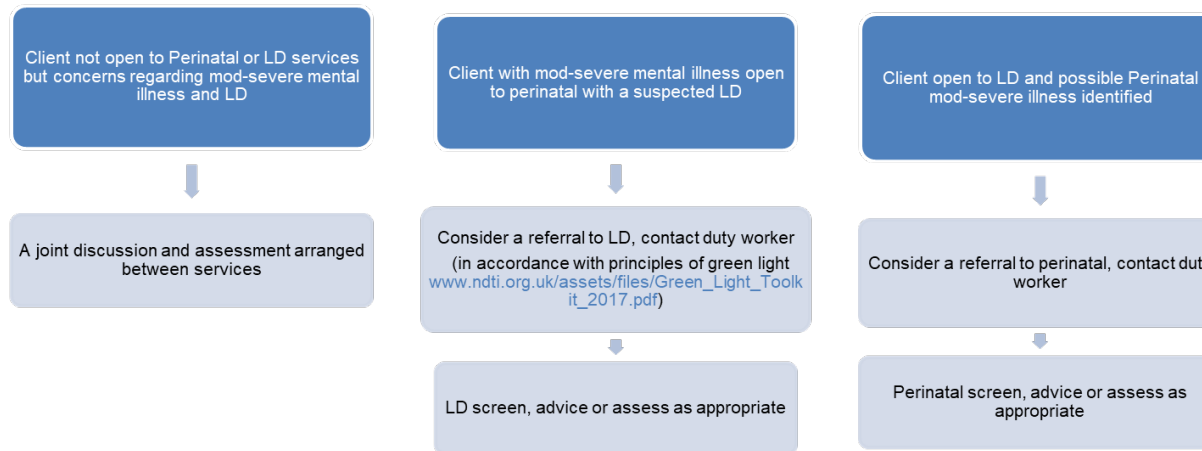 Client not open to Perinatal or LD services
but concerns regarding mod-severe mental
illness and LD
A joint discussion and assessment arranged
between services
Client with mod-severe mental illness open
to perinatal with a suspected LD
Consider a referral to LD, contact duty worker
(in accordance with principles of green light
www.ndti.org.uk/assets/files/Green_Light_Toolk
it_2017.pdf)
LD screen, advice or assess as appropriate
Client open to LD and possible Perinatal
mod-severe illness identified
Consider a referral to perinatal, contact dut
worker
Perinatal screen, advice or assess as
appropriate